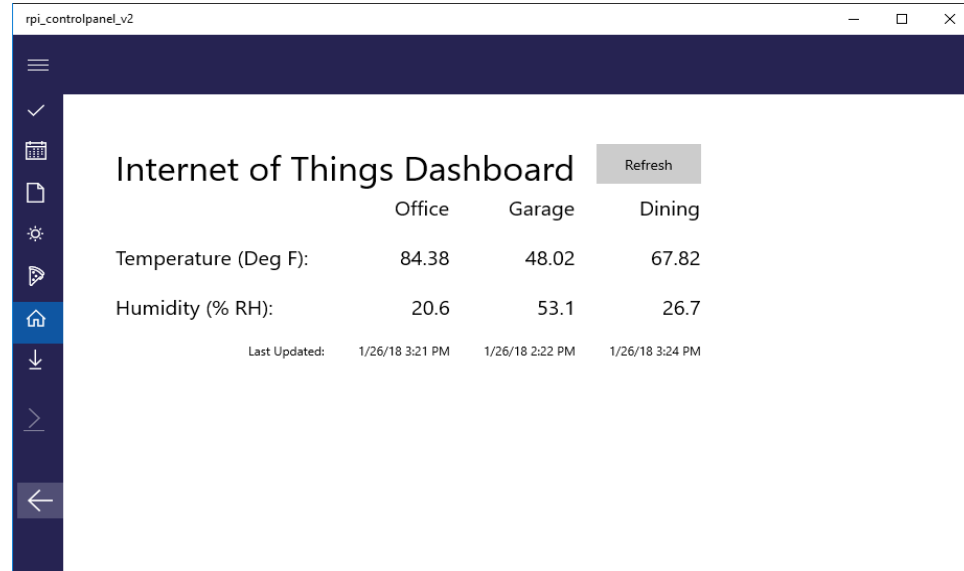 rpi_controlpanel_v2
Internet of Things Dashboard Refresh
Office Garage Dining
Temperature (Deg F): 84.38 48.02 67.82
Humidity (% RH): 20.6 53.1 26.7
Last Updated: 1/26/18 3:21 PM 1/26/18 2:22 PM 1/26/18 3:24 PM